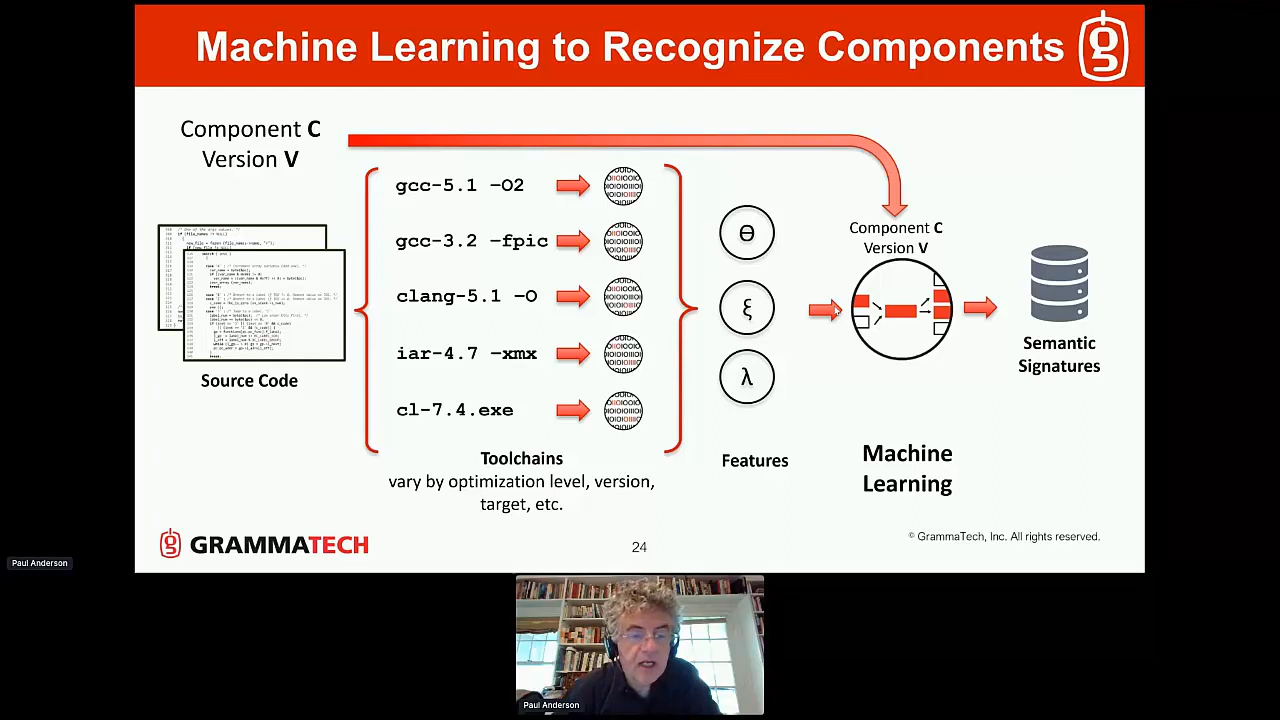 Machine Learning to Recognize Components
Component C
Version V
gcc-5.1 –O2
gcc-3.2 –fpic
clang-5.1 –O
iar-4.7 –xmx
cl-7.4.exe
Source Code
Toolchains
vary by optimization level, version,
target, etc.
Θ
ξ
λ
Features
Component C
Version V
Machine
Learning
Semantic
Signatures
GRAMMATECH
24
© GrammaTech, Inc. All rights reserved.
Paul Anderson
Paul Anderson